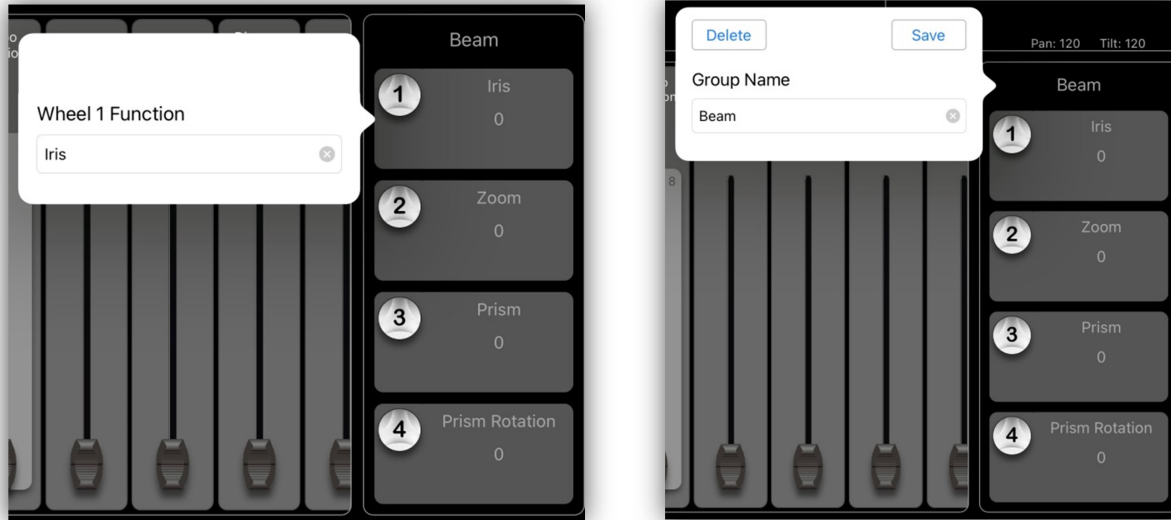 Beam
Wheel 1 Function
Iris
1
Iris
0
2
Zoom
0
3
Prism
0
4
Prism Rotation
0
Delete
Save
Group Name
Beam
Pan: 120 Tilt: 120
Beam
8
1
Iris
0
2
Zoom
0
3
Prism
0
4
Prism Rotation
0